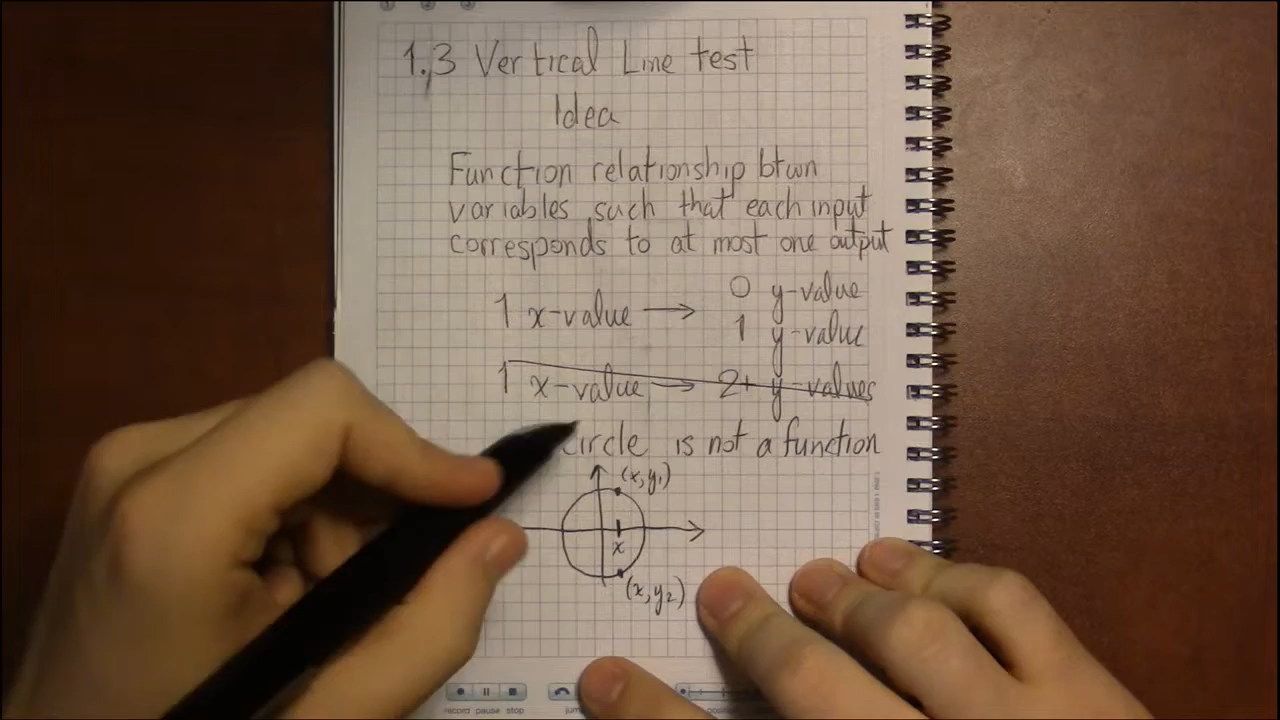 1.3 Vertical Line test
Idea
Function relationship btwn
variables, such that each input
corresponds to at most one output
1 x-value → 0 y-value
1 y-value
1 x-value → 2+ y-values
circle is not a function
(x,y₁)
x
(x,y₂)
record pause stop